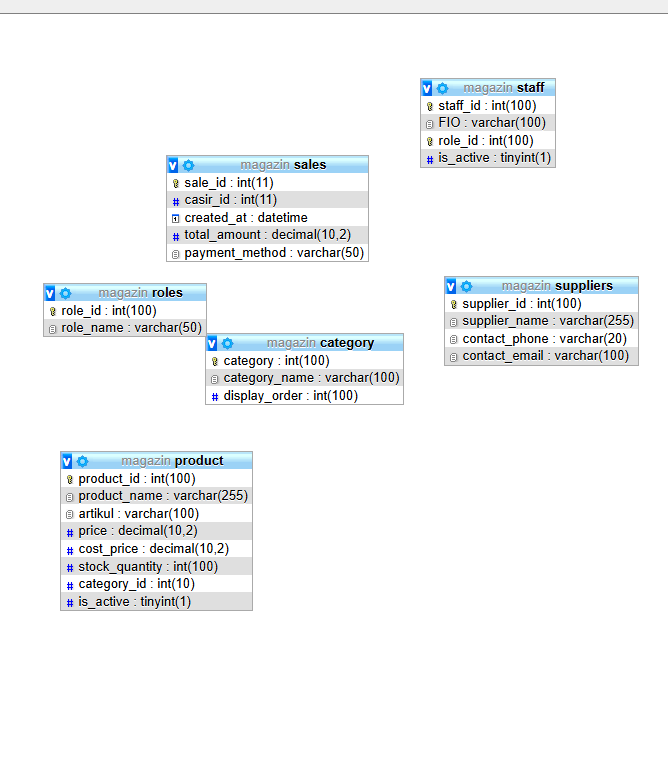 magazin staff
staff_id : int(100)
FIO : varchar(100)
role_id : int(100)
is_active : tinyint(1)
magazin sales
sale_id : int(11)
casir_id : int(11)
created_at : datetime
total_amount : decimal(10,2)
payment_method : varchar(50)
magazin roles
role_id : int(100)
role_name : varchar(50)
magazin suppliers
supplier_id : int(100)
supplier_name : varchar(255)
contact_phone : varchar(20)
contact_email : varchar(100)
magazin category
category : int(100)
category_name : varchar(100)
display_order : int(100)
magazin product
product_id : int(100)
product_name : varchar(255)
artikul : varchar(100)
price : decimal(10,2)
cost_price : decimal(10,2)
stock_quantity : int(100)
category_id : int(10)
is_active : tinyint(1)